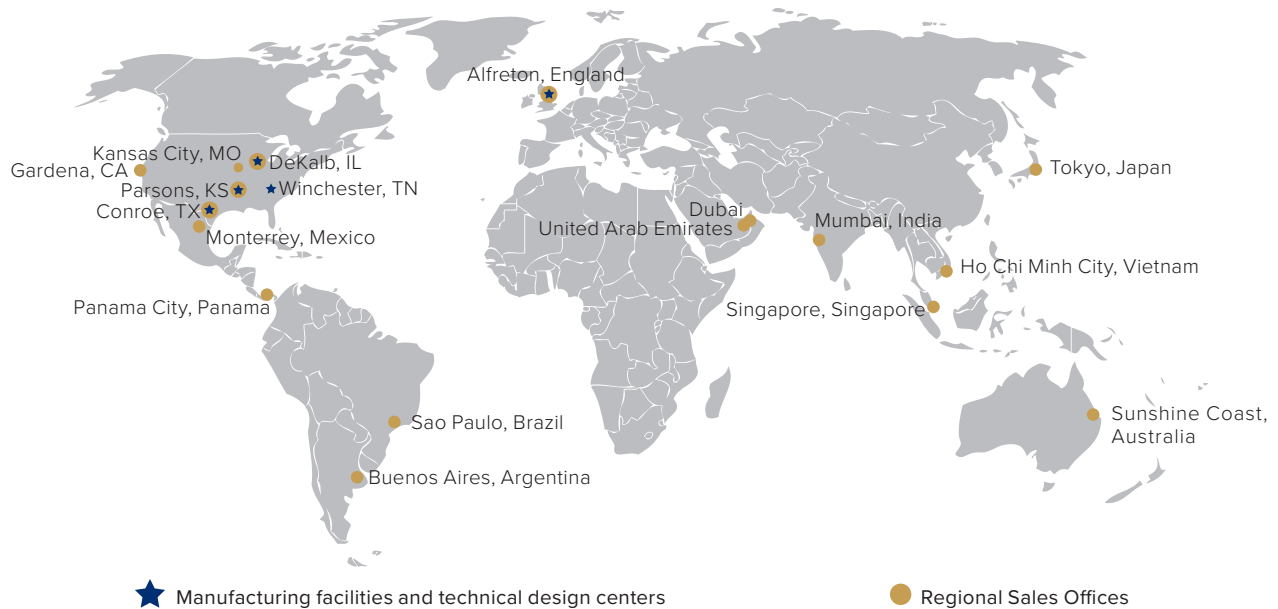 Alfreton, England
Kansas City, MO
DeKalb, IL
Gardena, CA
Tokyo, Japan
Parsons, KS
Winchester, TN
Conroe, TX
Dubai
Mumbai, India
United Arab Emirates
Monterrey, Mexico
Ho Chi Minh City, Vietnam
Panama City, Panama
Singapore, Singapore
Sao Paulo, Brazil
Sunshine Coast,
Australia
Buenos Aires, Argentina
Manufacturing facilities and technical design centers
Regional Sales Offices